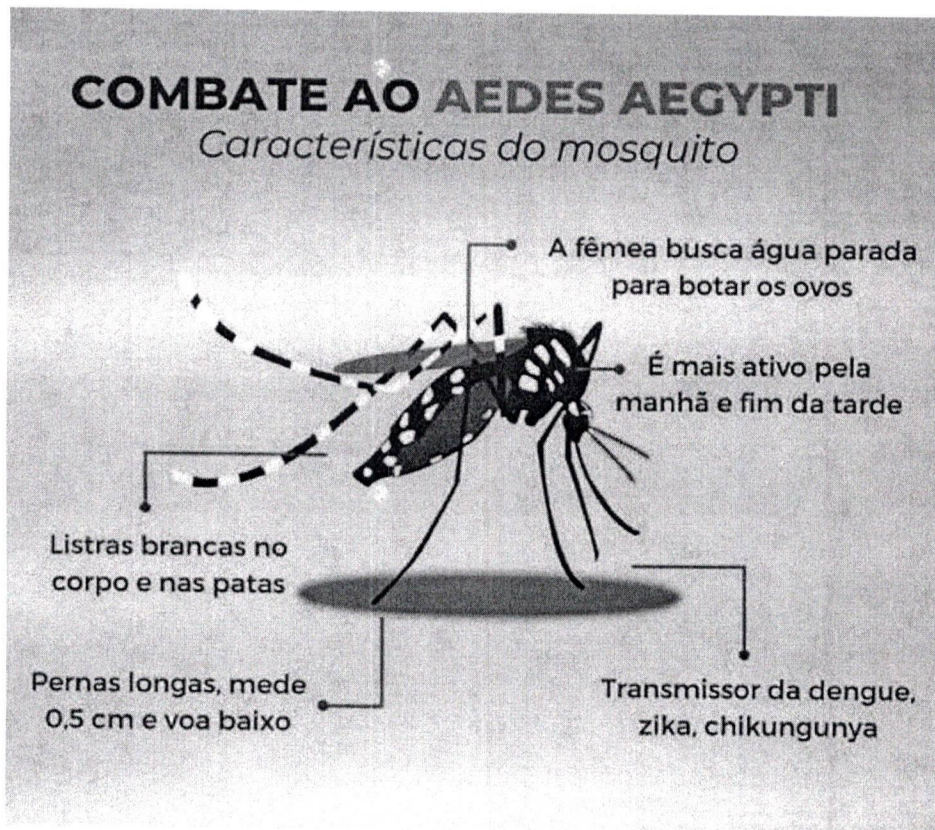 COMBATE AO AEDES AEGYPTI
Características do mosquito
A fêmea busca água parada
para botar os ovos
É mais ativo pela
manhã e fim da tarde
Listras brancas no
corpo e nas patas
Pernas longas, mede
0,5 cm e voa baixo
Transmissor da dengue,
zika, chikungunya